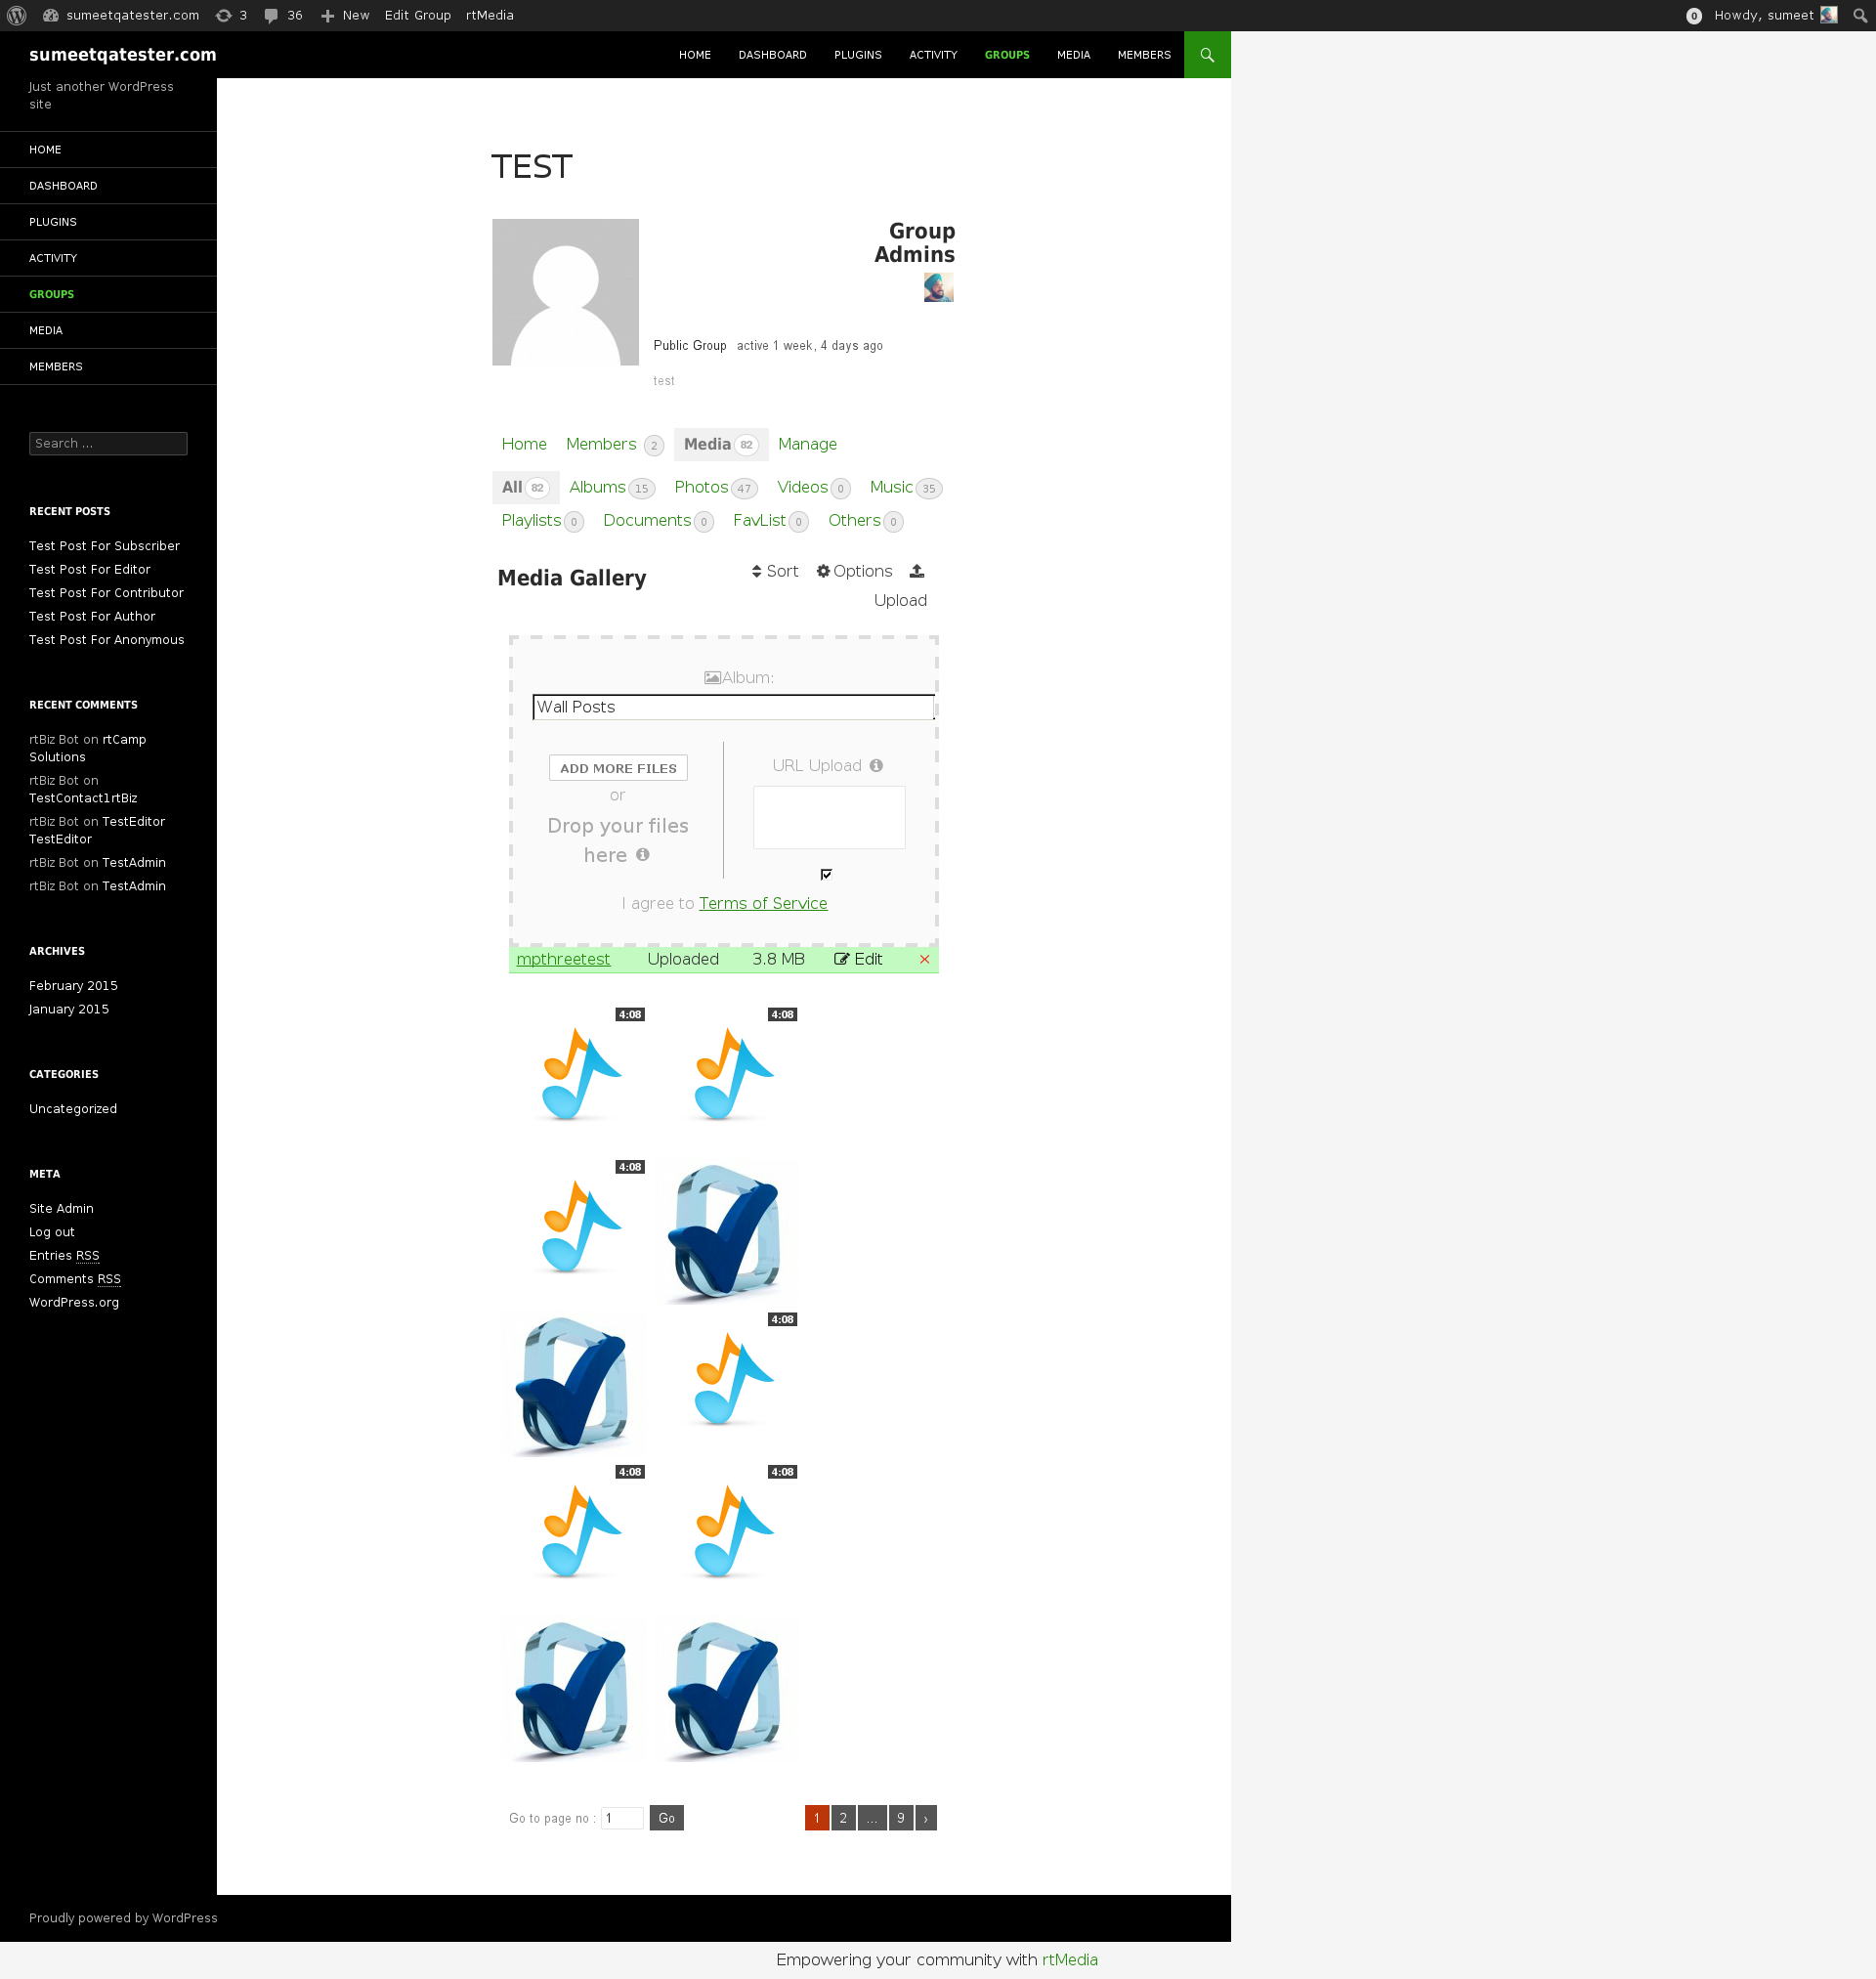 sumeetqatester.com 3 36 New Edit Group rtMedia 0 Howdy, sumeet
sumeetqatester.com
HOME DASHBOARD PLUGINS ACTIVITY GROUPS MEDIA MEMBERS
Just another WordPress
site
HOME
DASHBOARD
PLUGINS
ACTIVITY
GROUPS
MEDIA
MEMBERS
Search ...
RECENT POSTS
Test Post For Subscriber
Test Post For Editor
Test Post For Contributor
Test Post For Author
Test Post For Anonymous
RECENT COMMENTS
rtBiz Bot on rtCamp
Solutions
rtBiz Bot on
TestContact1rtBiz
rtBiz Bot on TestEditor
TestEditor
rtBiz Bot on TestAdmin
rtBiz Bot on TestAdmin
ARCHIVES
February 2015
January 2015
CATEGORIES
Uncategorized
META
Site Admin
Log out
Entries RSS
Comments RSS
WordPress.org
TEST
Group
Admins
Public Group active 1 week, 4 days ago
test
Home Members 2 Media 82 Manage
All 82 Albums 15 Photos 47 Videos 0 Music 35
Playlists 0 Documents 0 FavList 0 Others 0
Media Gallery
Sort Options
Upload
Album:
Wall Posts
ADD MORE FILES
or
Drop your files
here
URL Upload
I agree to Terms of Service
mpthreetest Uploaded 3.8 MB Edit ×
4:08 4:08
4:08
4:08
4:08 4:08
Go to page no : 1 Go 1 2 ... 9 ›
Proudly powered by WordPress
Empowering your community with rtMedia